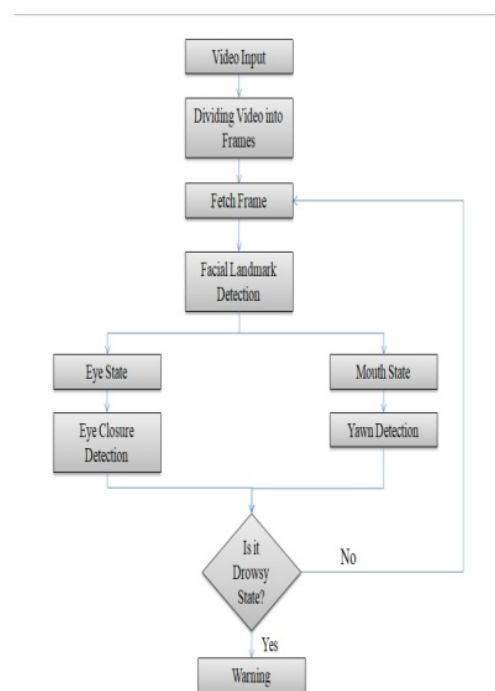 Video Input
Dividing Video into
Frames
Fetch Frame
Facial Landmark
Detection
Eye State
Mouth State
Eye Closure
Detection
Yawn Detection
Is it
Drowsy
State?
No
Yes
Warning